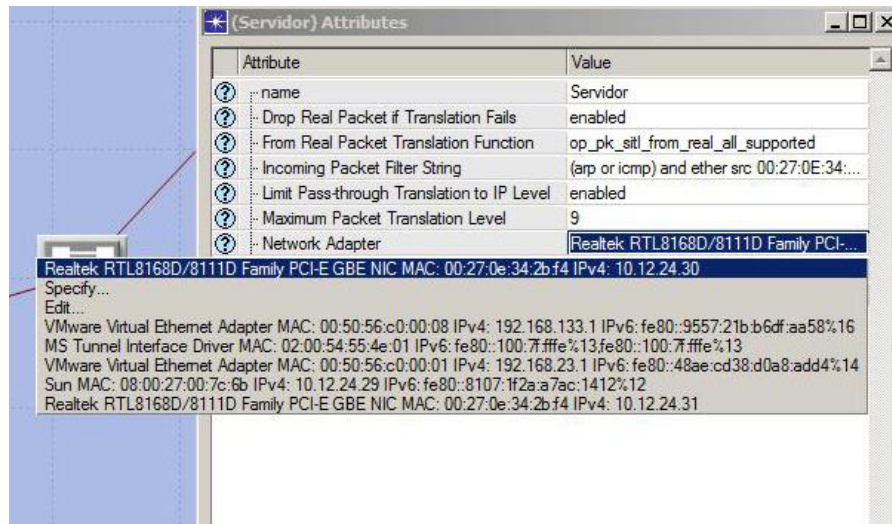 (Servidor) Attributes
Attribute Value
name Servidor
Drop Real Packet if Translation Fails enabled
From Real Packet Translation Function op_pk_sitl_from_real_all_supported
Incoming Packet Filter String (arp or icmp) and ether src 00:27:0E:34:...
Limit Pass-through Translation to IP Level enabled
Maximum Packet Translation Level 9
Network Adapter Realtek RTL8168D/8111D Family PCI-...
Realtek RTL8168D/8111D Family PCI-E GBE NIC MAC: 00:27:0e:34:2b:f4 IPv4: 10.12.24.30
Specify...
Edit...
VMware Virtual Ethernet Adapter MAC: 00:50:56:c0:00:08 IPv4: 192.168.133.1 IPv6: fe80::9557:21b:b6df:aa58%16
MS Tunnel Interface Driver MAC: 02:00:54:55:4e:01 IPv6: fe80::100:7f:fffe%13,fe80::100:7f:fffe%13
VMware Virtual Ethernet Adapter MAC: 00:50:56:c0:00:01 IPv4: 192.168.23.1 IPv6: fe80::48ae:cd38:d0a8:add4%14
Sun MAC: 08:00:27:00:7c:6b IPv4: 10.12.24.29 IPv6: fe80::8107:1f2a:a7ac:1412%12
Realtek RTL8168D/8111D Family PCI-E GBE NIC MAC: 00:27:0e:34:2b:f4 IPv4: 10.12.24.31